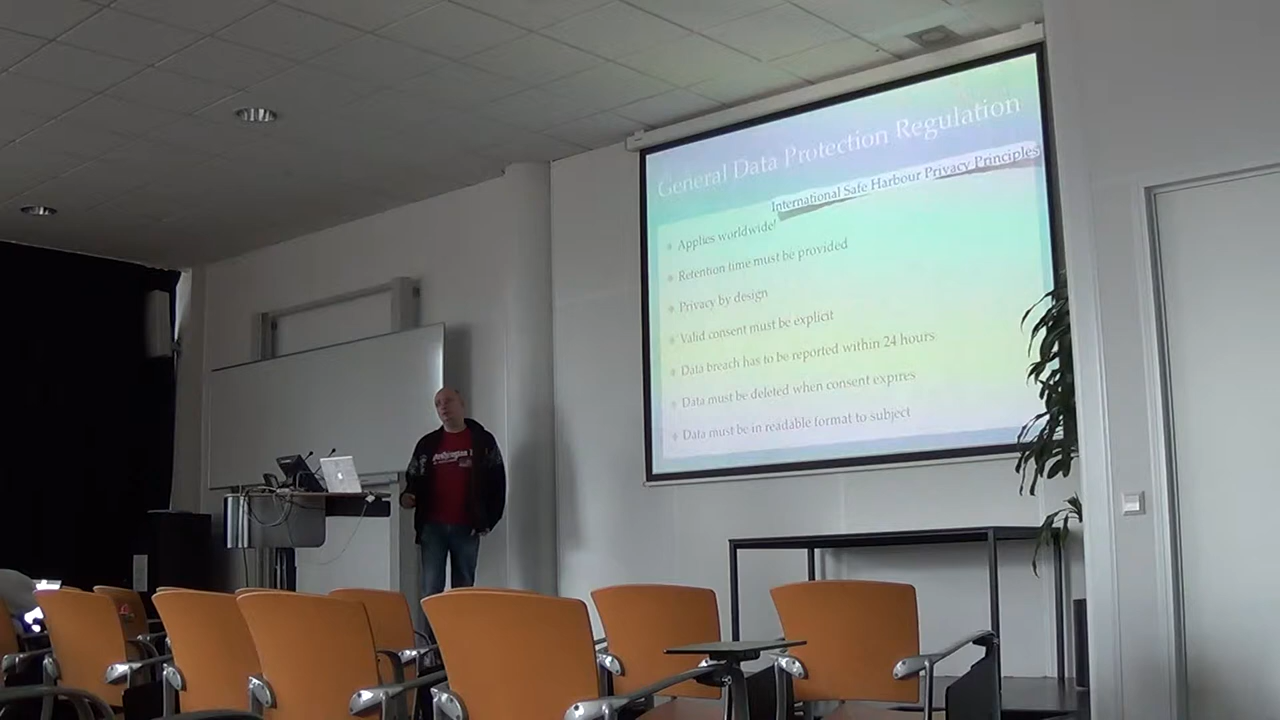 General Data Protection Regulation
International Safe Harbour Privacy Principles
Applies worldwide!
Retention time must be provided
Privacy by design
Valid consent must be explicit
Data breach has to be reported within 24 hours
Data must be deleted when consent expires
Data must be in readable format to subject